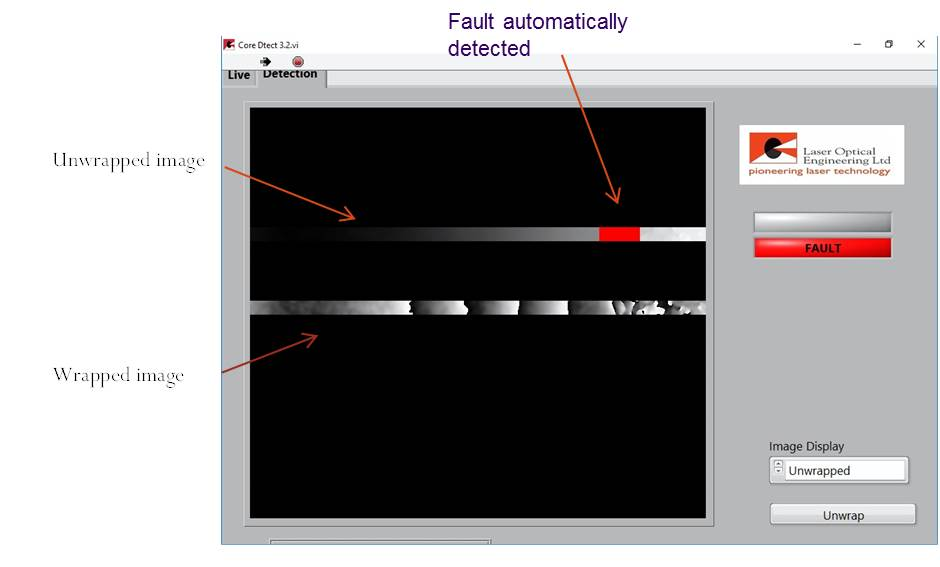 Fault automatically
detected
Core Dtect 3.2.vi
Live
Detection
Unwrapped image
Laser Optical
Engineering Ltd
pioneering laser technology
FAULT
Wrapped image
Image Display
Unwrapped
Unwrap